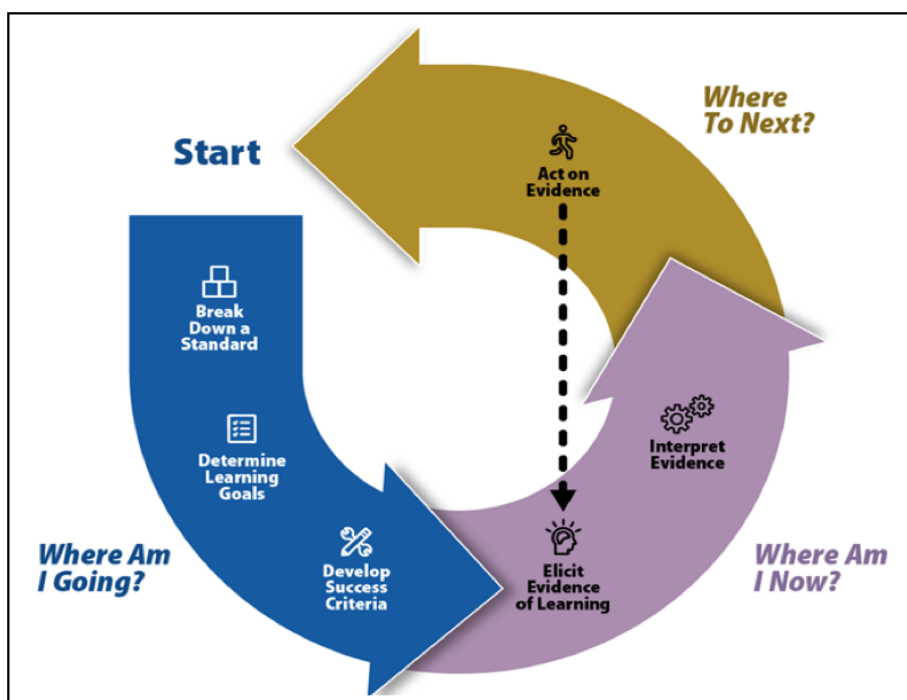 Start
Break
Down a
Standard
Determine
Learning
Goals
Develop
Success
Criteria
Where Am
I Going?
Elicit
Evidence
of Learning
Interpret
Evidence
Where Am
I Now?
Act on
Evidence
Where
To Next?